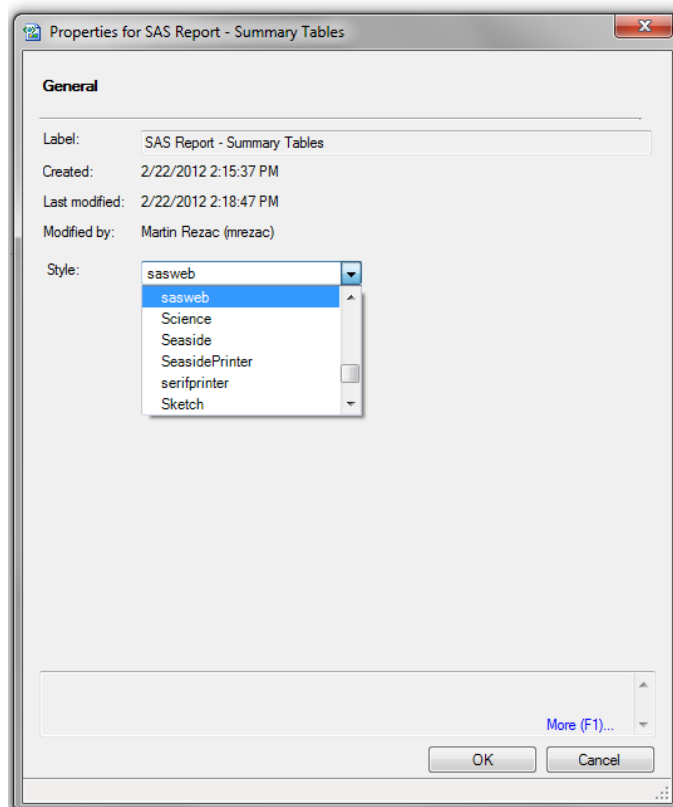 Properties for SAS Report - Summary Tables
General
Label: SAS Report - Summary Tables
Created: 2/22/2012 2:15:37 PM
Last modified: 2/22/2012 2:18:47 PM
Modified by: Martin Rezac (mrezac)
Style: sasweb
sasweb
Science
Seaside
SeasidePrinter
serifprinter
Sketch
More (F1)...
OK Cancel